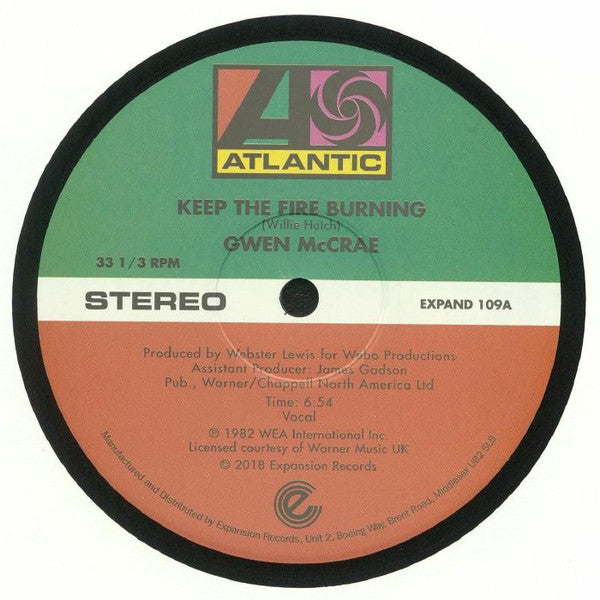 ATLANTIC
KEEP THE FIRE BURNING
(Willie Hutch)
GWEN McCRAE
33 1/3 RPM
STEREO
EXPAND 109A
Produced by Webster Lewis for Webo Productions
Assistant Producer: James Gadson
Pub., Warner/Chappell North America Ltd
Time: 6:54
Vocal
℗ 1982 WEA International Inc.
Licensed courtesy of Warner Music UK
© 2018 Expansion Records
Manufactured and Distributed by Expansion Records, Unit 2, Boeing Way, Brent Road, Middlesex UB2 5LB